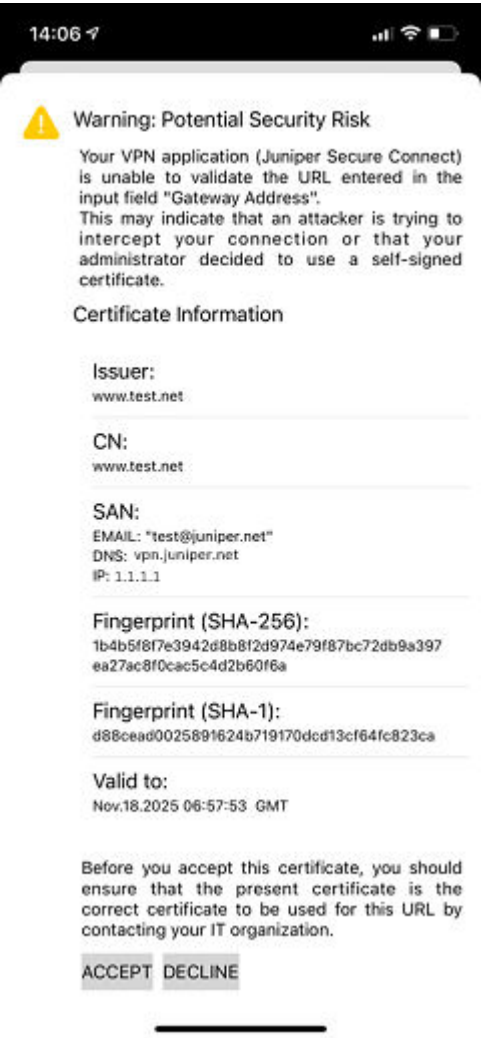 14:06
Warning: Potential Security Risk
Your VPN application (Juniper Secure Connect)
is unable to validate the URL entered in the
input field "Gateway Address".
This may indicate that an attacker is trying to
intercept your connection or that your
administrator decided to use a self-signed
certificate.
Certificate Information
Issuer:
www.test.net
CN:
www.test.net
SAN:
EMAIL: "test@juniper.net"
DNS: vpn.juniper.net
IP: 1.1.1.1
Fingerprint (SHA-256):
1b4b5f8f7e3942d8b8f2d974e79f87bc72db9a397
ea27ac8f0cac5c4d2b60f6a
Fingerprint (SHA-1):
d88cead0025891624b719170dcd13cf64fc823ca
Valid to:
Nov.18.2025 06:57:53 GMT
Before you accept this certificate, you should
ensure that the present certificate is the
correct certificate to be used for this URL by
contacting your IT organization.
ACCEPT DECLINE